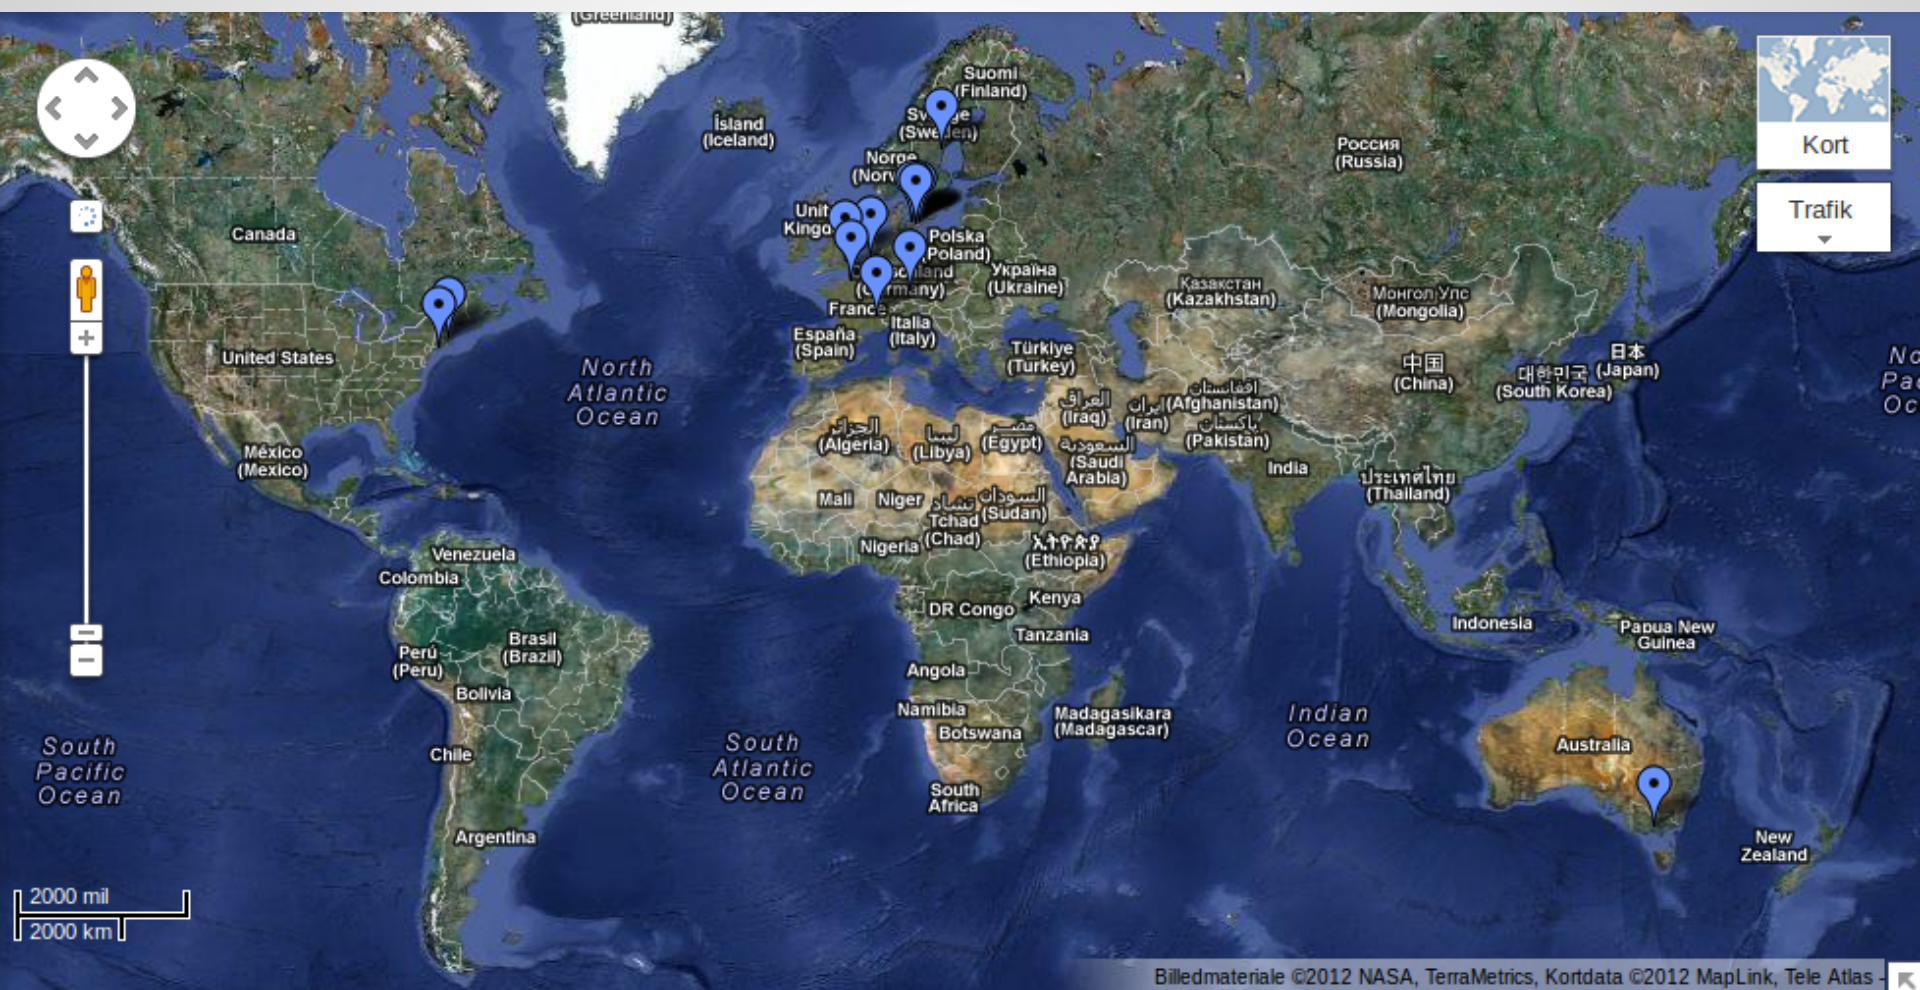 (Greenland)
Suomi
(Finland)
Ísland
(Iceland)
(Sweden)
Norge
Россия
(Russia)
Kort
Trafik
Canada
Polska
(Poland)
Україна
(Ukraine)
(Germany)
France
Italia
(Italy)
España
(Spain)
Türkiye
(Turkey)
Қазақстан
(Kazakhstan)
Монгол Улс
(Mongolia)
United States
North
Atlantic
Ocean
中国
(China)
대한민국
(South Korea)
日本
(Japan)
العراق
(Iraq)
ایران
(Iran)
افغانستان
(Afghanistan)
پاکستان
(Pakistan)
الجزائر
(Algeria)
ليبيا
(Libya)
مصر
(Egypt)
السعودية
(Saudi
Arabia)
México
(Mexico)
India
ประเทศไทย
(Thailand)
Mali
Niger
تشاد
Tchad
(Chad)
السودان
(Sudan)
Nigeria
ኢትዮጵያ
(Ethiopia)
Venezuela
Colombia
DR Congo
Kenya
Tanzania
Indonesia
Papua New
Guinea
Brasil
(Brazil)
Perú
(Peru)
Bolivia
Angola
Namibia
Botswana
Madagasikara
(Madagascar)
Indian
Ocean
Australia
South
Pacific
Ocean
Chile
South
Atlantic
Ocean
South
Africa
Argentina
New
Zealand
2000 mil
2000 km
Billedmateriale ©2012 NASA, TerraMetrics, Kortdata ©2012 MapLink, Tele Atlas -